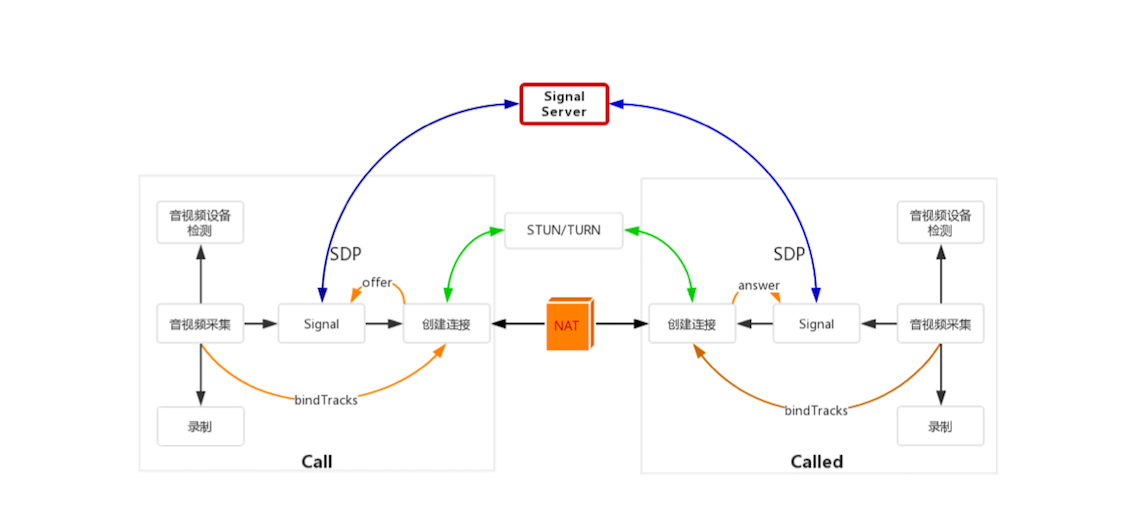 Signal
Server
音视频设备
检测
音视频设备
检测
STUN/TURN
SDP
SDP
offer
answer
音视频采集
Signal
创建连接
NAT
创建连接
Signal
音视频采集
bindTracks
bindTracks
录制
录制
Call
Called